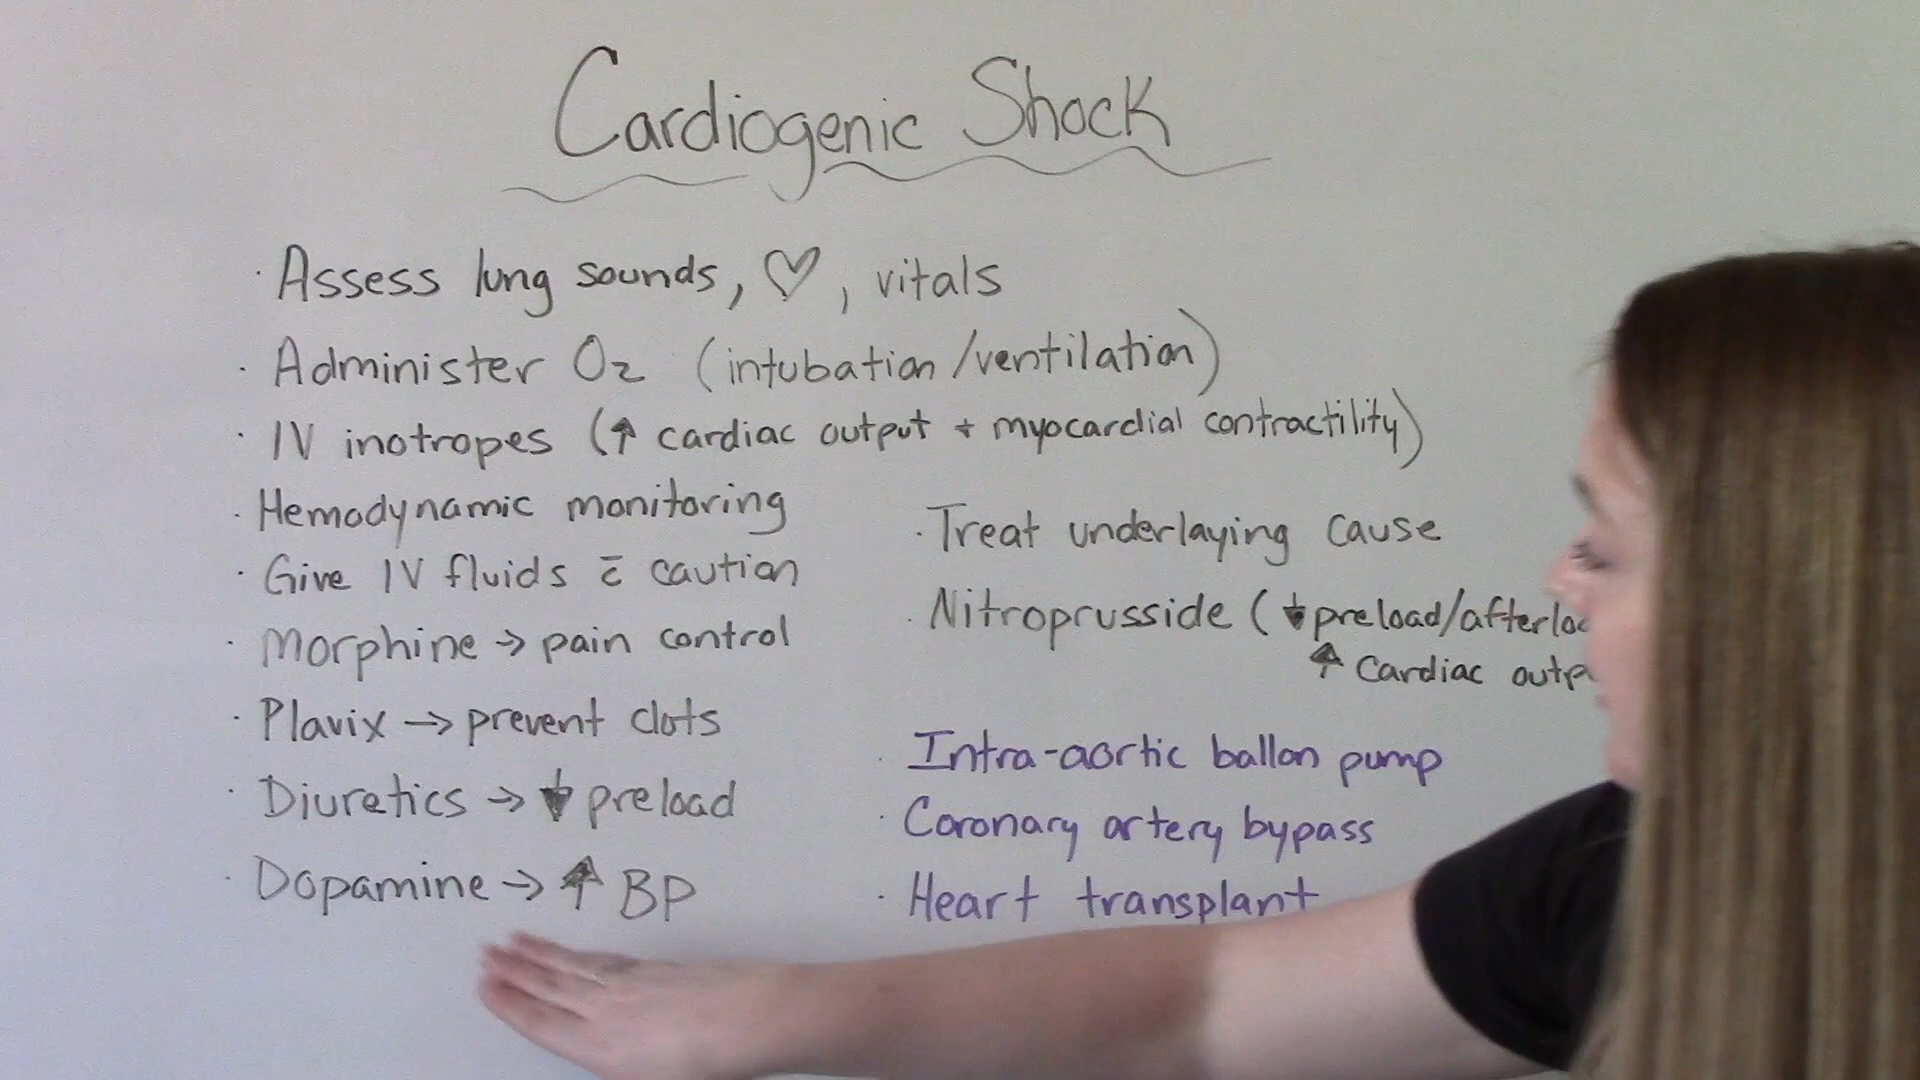 Cardiogenic Shock
· Assess lung sounds, ♡, vitals
· Administer O₂ (intubation/ventilation)
· IV inotropes (↑ cardiac output + myocardial contractility)
· Hemodynamic monitoring
· Give IV fluids c̄ caution
· Morphine → pain control
· Plavix → prevent clots
· Diuretics → ↓ preload
· Dopamine → ↑ BP
· Treat underlaying cause
· Nitroprusside (↓ preload/
↑ cardiac
· Intra-aortic ballon pump
· Coronary artery bypass
· Heart transplant